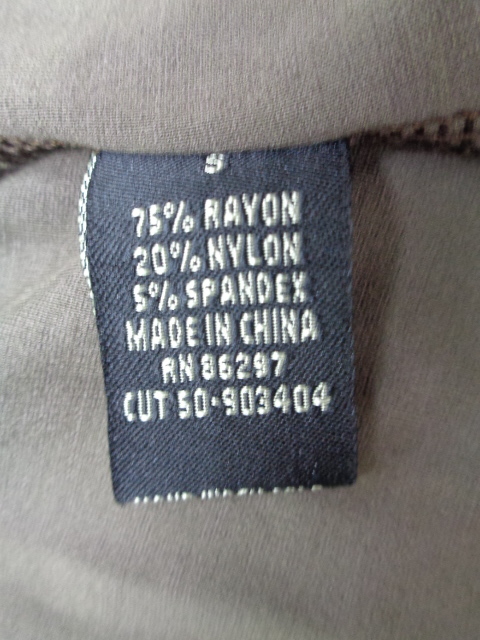 S
75% RAYON
20% NYLON
5% SPANDEX
MADE IN CHINA
RN 86297
CUT 50-903404